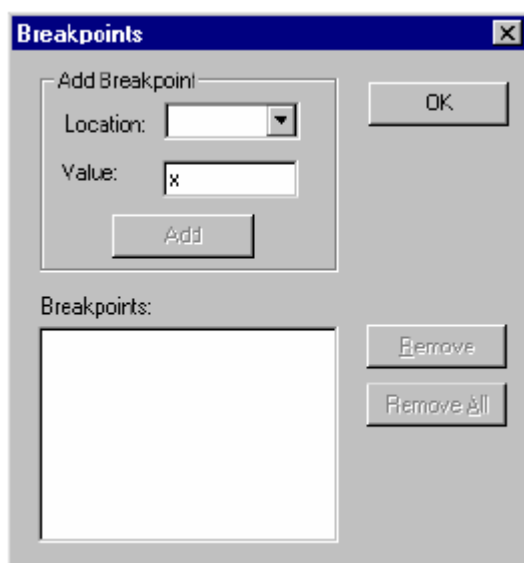 Breakpoints
Add Breakpoint
Location:
OK
Value:
x
Add
Breakpoints:
Remove
Remove All